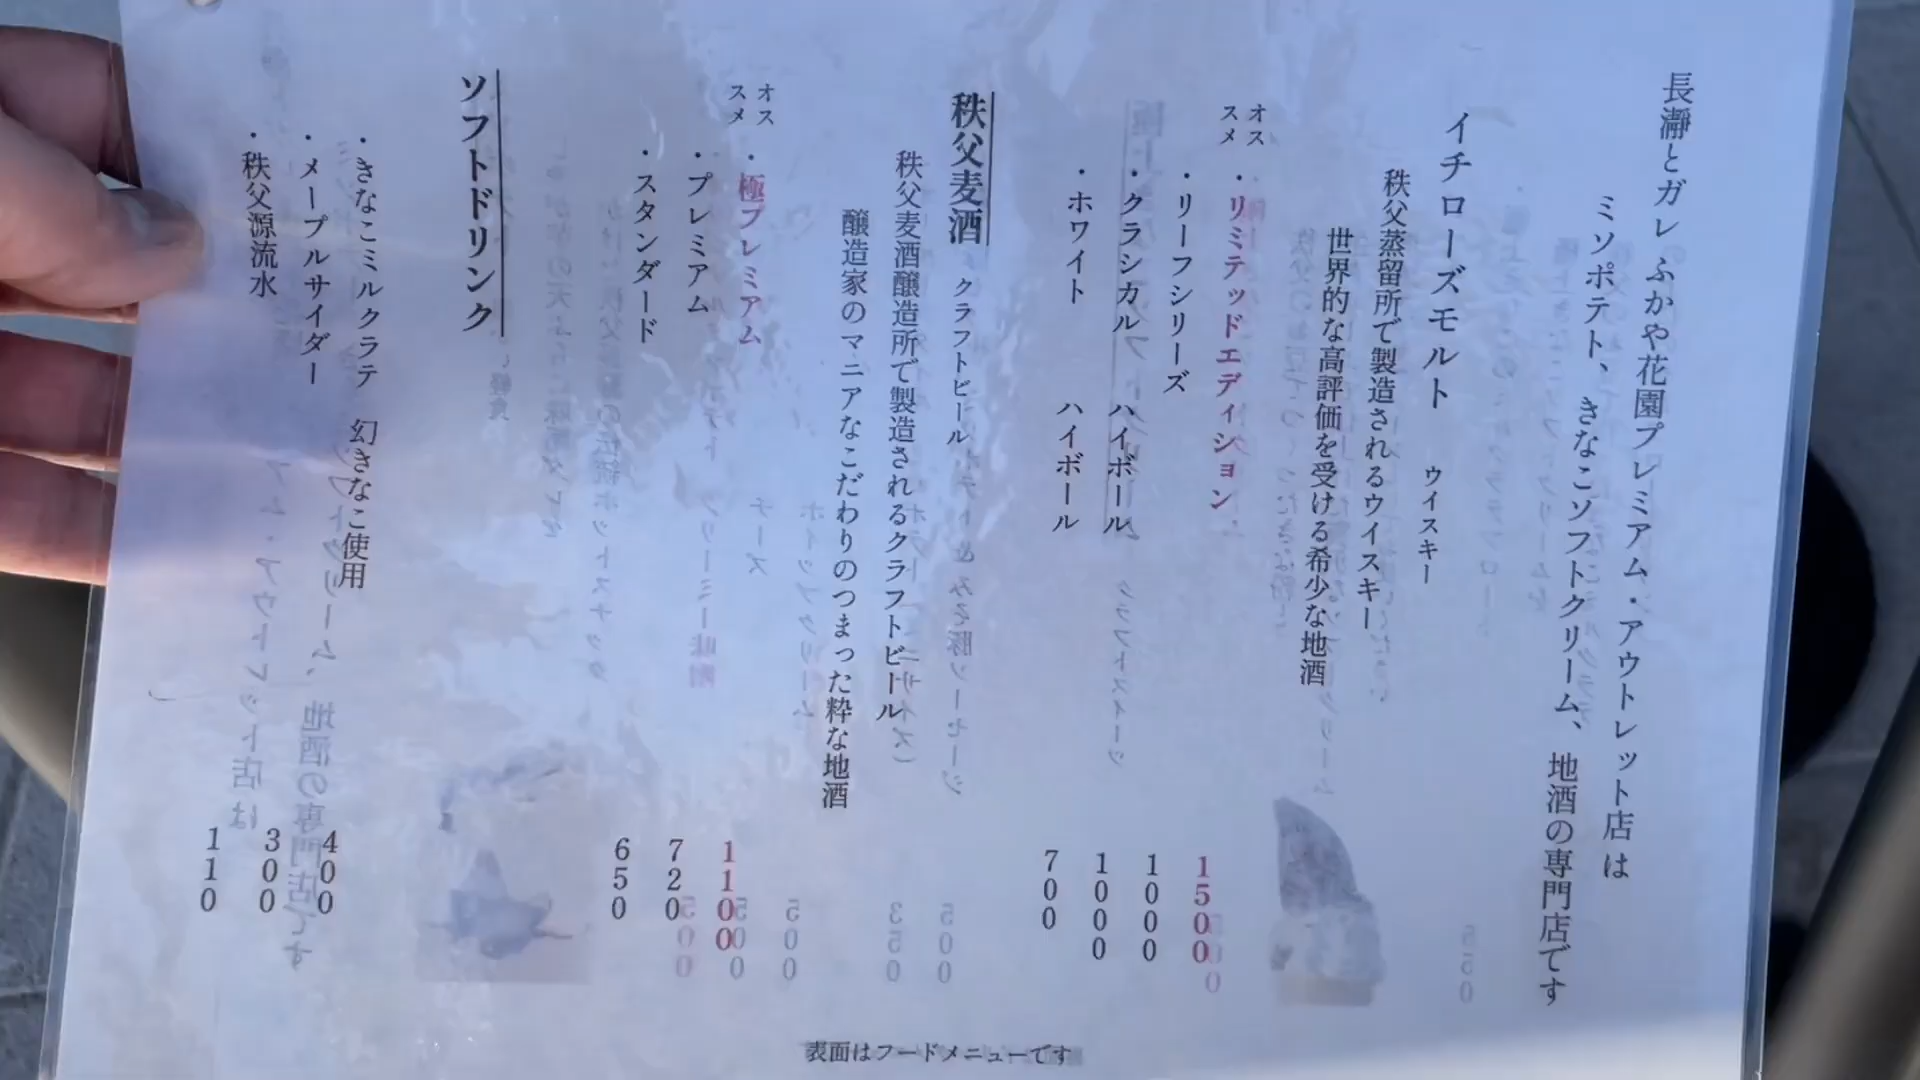 長瀞とガレ ふかや花園プレミアム・アウトレット店は
ミソポテト、きなこソフトクリーム、地酒の専門店です
イチローズモルト ウイスキー
秩父蒸留所で製造されるウイスキー
世界的な高評価を受ける希少な地酒
オススメ ・リミテッドエディション 1500
・リーフシリーズ 1000
・クラシカル ハイボール 1000
・ホワイト ハイボール 700
秩父麦酒 クラフトビール
秩父麦酒醸造所で製造されるクラフトビール
醸造家のマニアなこだわりのつまった粋な地酒
オススメ ・極プレミアム 1100
・プレミアム 720
・スタンダード 650
ソフトドリンク
・きなこミルクラテ 幻きなこ使用 400
・メープルサイダー 300
・秩父源流水 110
表面はフードメニューです